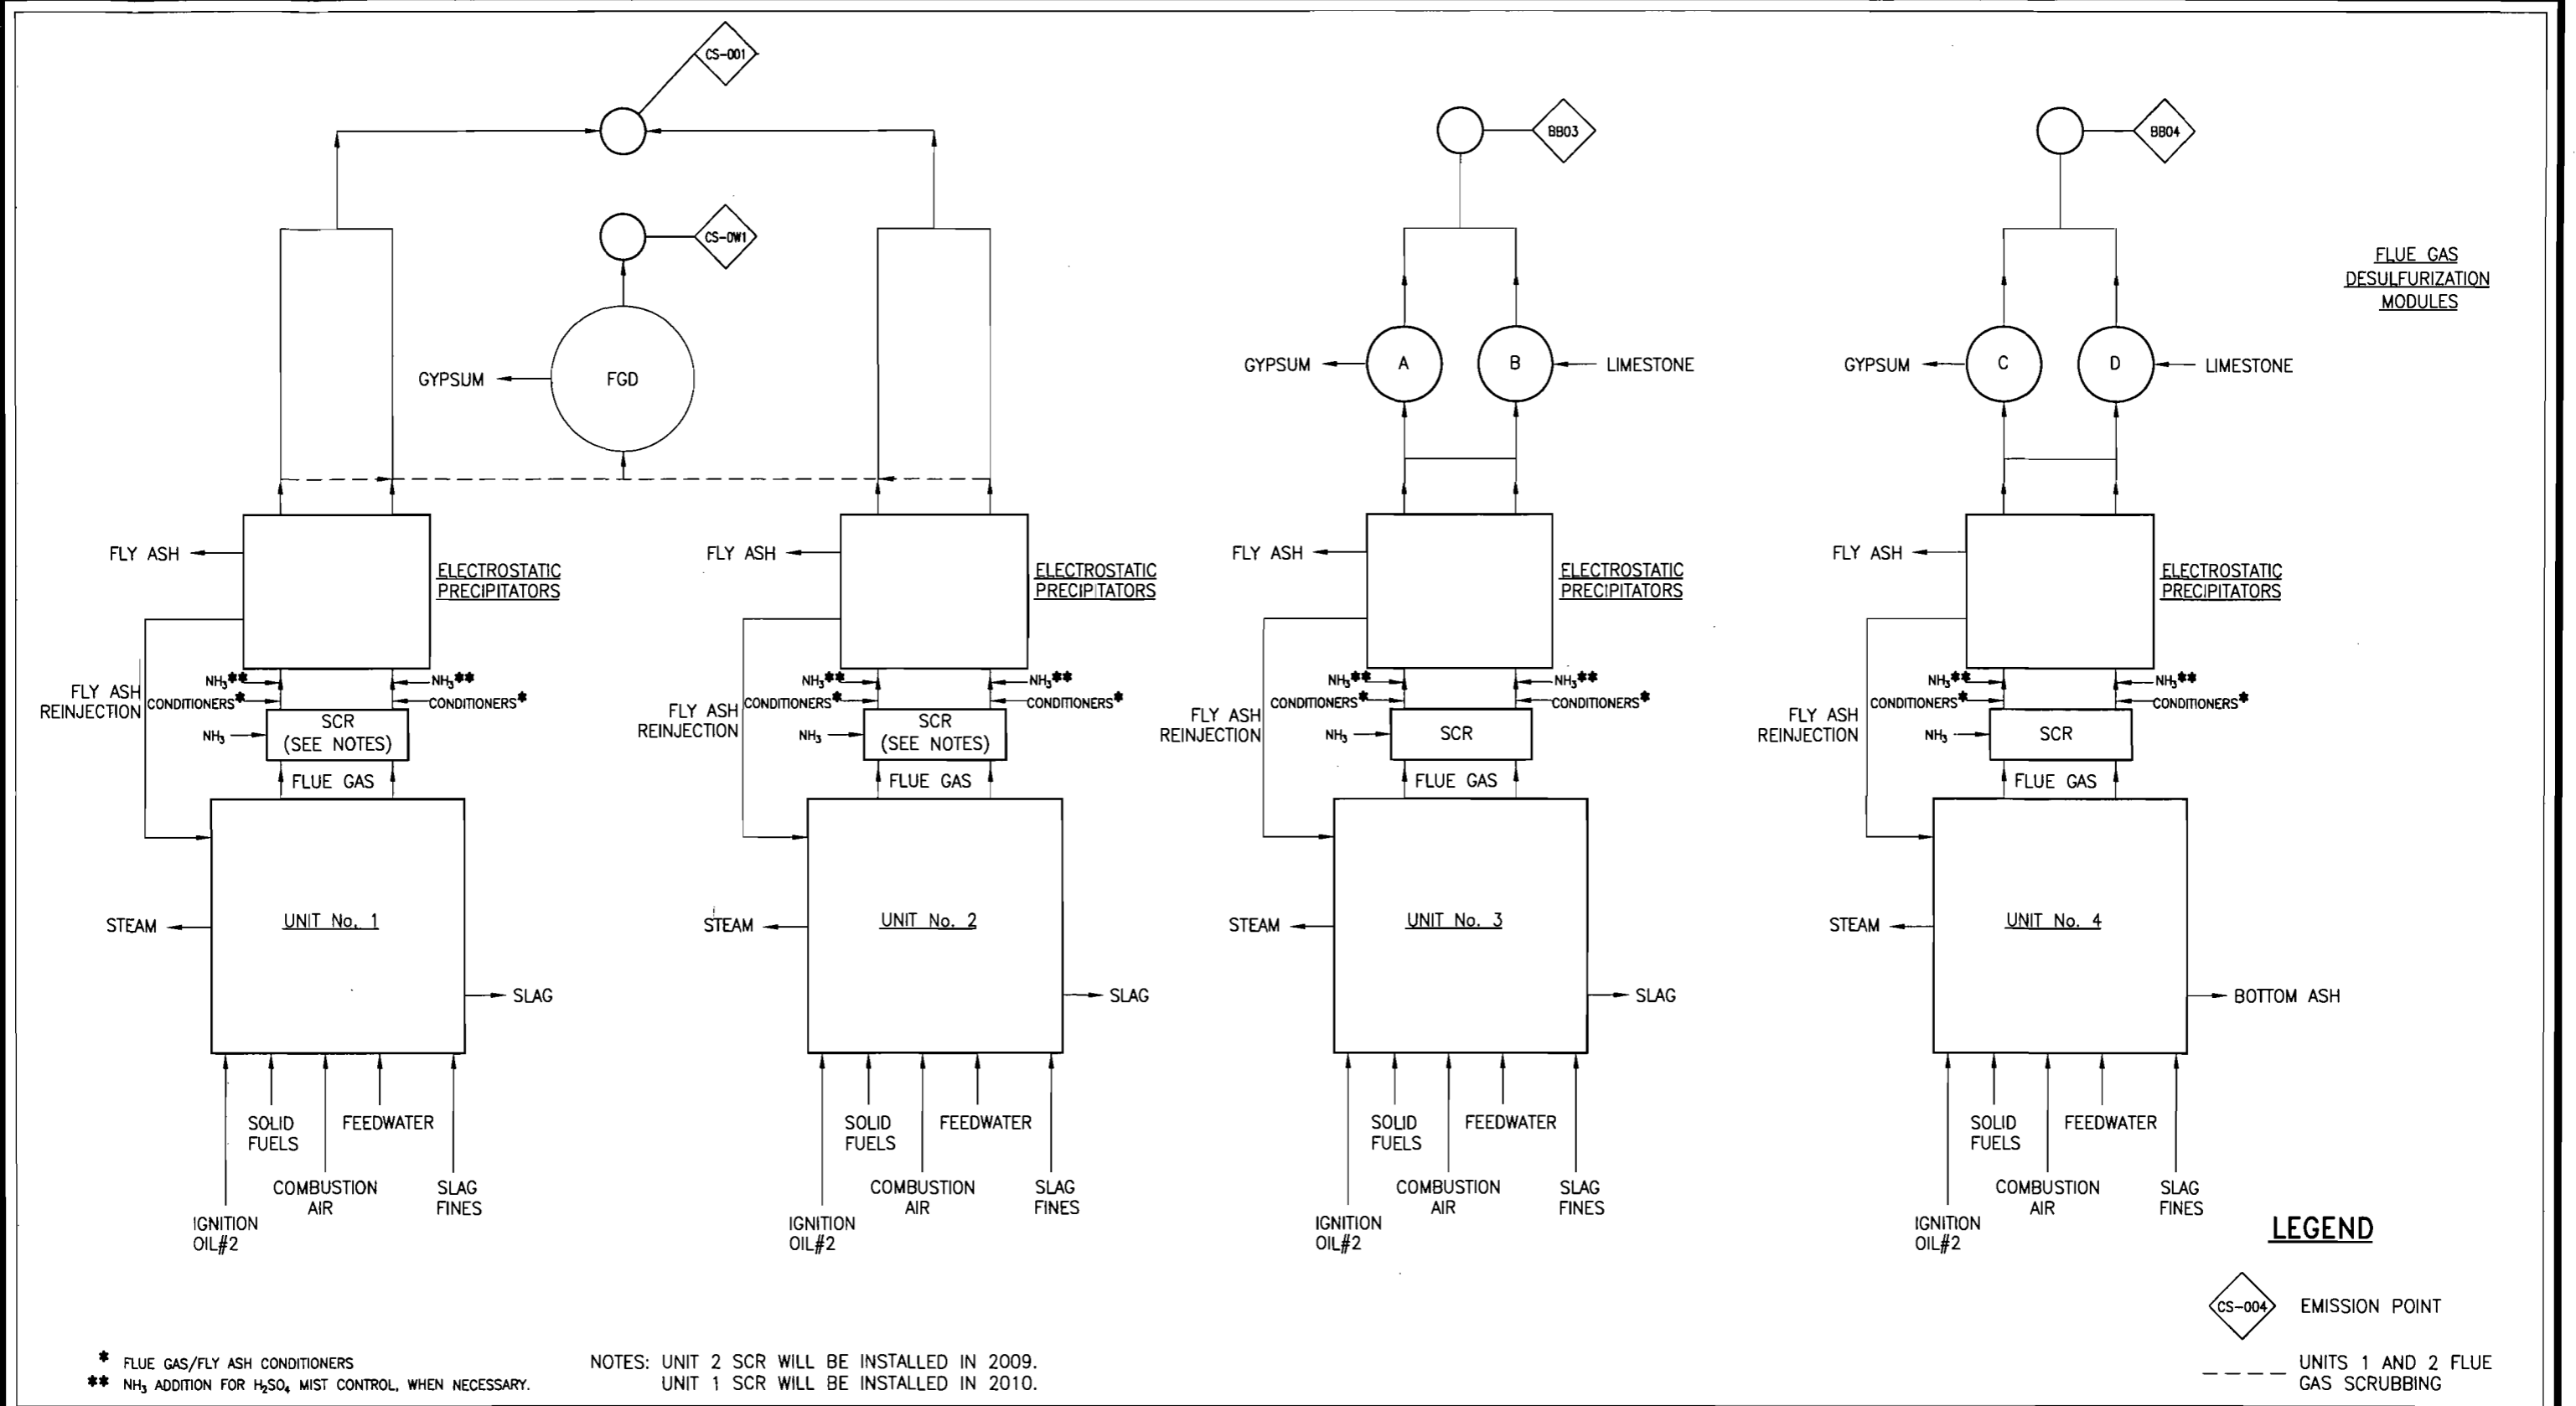 CS-001
BB03
BB04
CS-0W1
FLUE GAS
DESULFURIZATION
MODULES
GYPSUM
FGD
GYPSUM
A
B
LIMESTONE
GYPSUM
C
D
LIMESTONE
FLY ASH
ELECTROSTATIC
PRECIPITATORS
FLY ASH
ELECTROSTATIC
PRECIPITATORS
FLY ASH
ELECTROSTATIC
PRECIPITATORS
FLY ASH
ELECTROSTATIC
PRECIPITATORS
FLY ASH
REINJECTION
NH₃**
NH₃**
CONDITIONERS*
CONDITIONERS*
NH₃
SCR
(SEE NOTES)
FLUE GAS
FLY ASH
REINJECTION
NH₃**
NH₃**
CONDITIONERS*
CONDITIONERS*
NH₃
SCR
(SEE NOTES)
FLUE GAS
FLY ASH
REINJECTION
NH₃**
NH₃**
CONDITIONERS*
CONDITIONERS*
NH₃
SCR
FLUE GAS
FLY ASH
REINJECTION
NH₃**
NH₃**
CONDITIONERS*
CONDITIONERS*
NH₃
SCR
FLUE GAS
STEAM
UNIT No. 1
SLAG
STEAM
UNIT No. 2
SLAG
STEAM
UNIT No. 3
SLAG
STEAM
UNIT No. 4
BOTTOM ASH
SOLID
FUELS
FEEDWATER
COMBUSTION
AIR
SLAG
FINES
IGNITION
OIL#2
SOLID
FUELS
FEEDWATER
COMBUSTION
AIR
SLAG
FINES
IGNITION
OIL#2
SOLID
FUELS
FEEDWATER
COMBUSTION
AIR
SLAG
FINES
IGNITION
OIL#2
SOLID
FUELS
FEEDWATER
COMBUSTION
AIR
SLAG
FINES
IGNITION
OIL#2
LEGEND
CS-004
EMISSION POINT
UNITS 1 AND 2 FLUE
GAS SCRUBBING
* FLUE GAS/FLY ASH CONDITIONERS
** NH₃ ADDITION FOR H₂SO₄ MIST CONTROL, WHEN NECESSARY.
NOTES: UNIT 2 SCR WILL BE INSTALLED IN 2009.
UNIT 1 SCR WILL BE INSTALLED IN 2010.